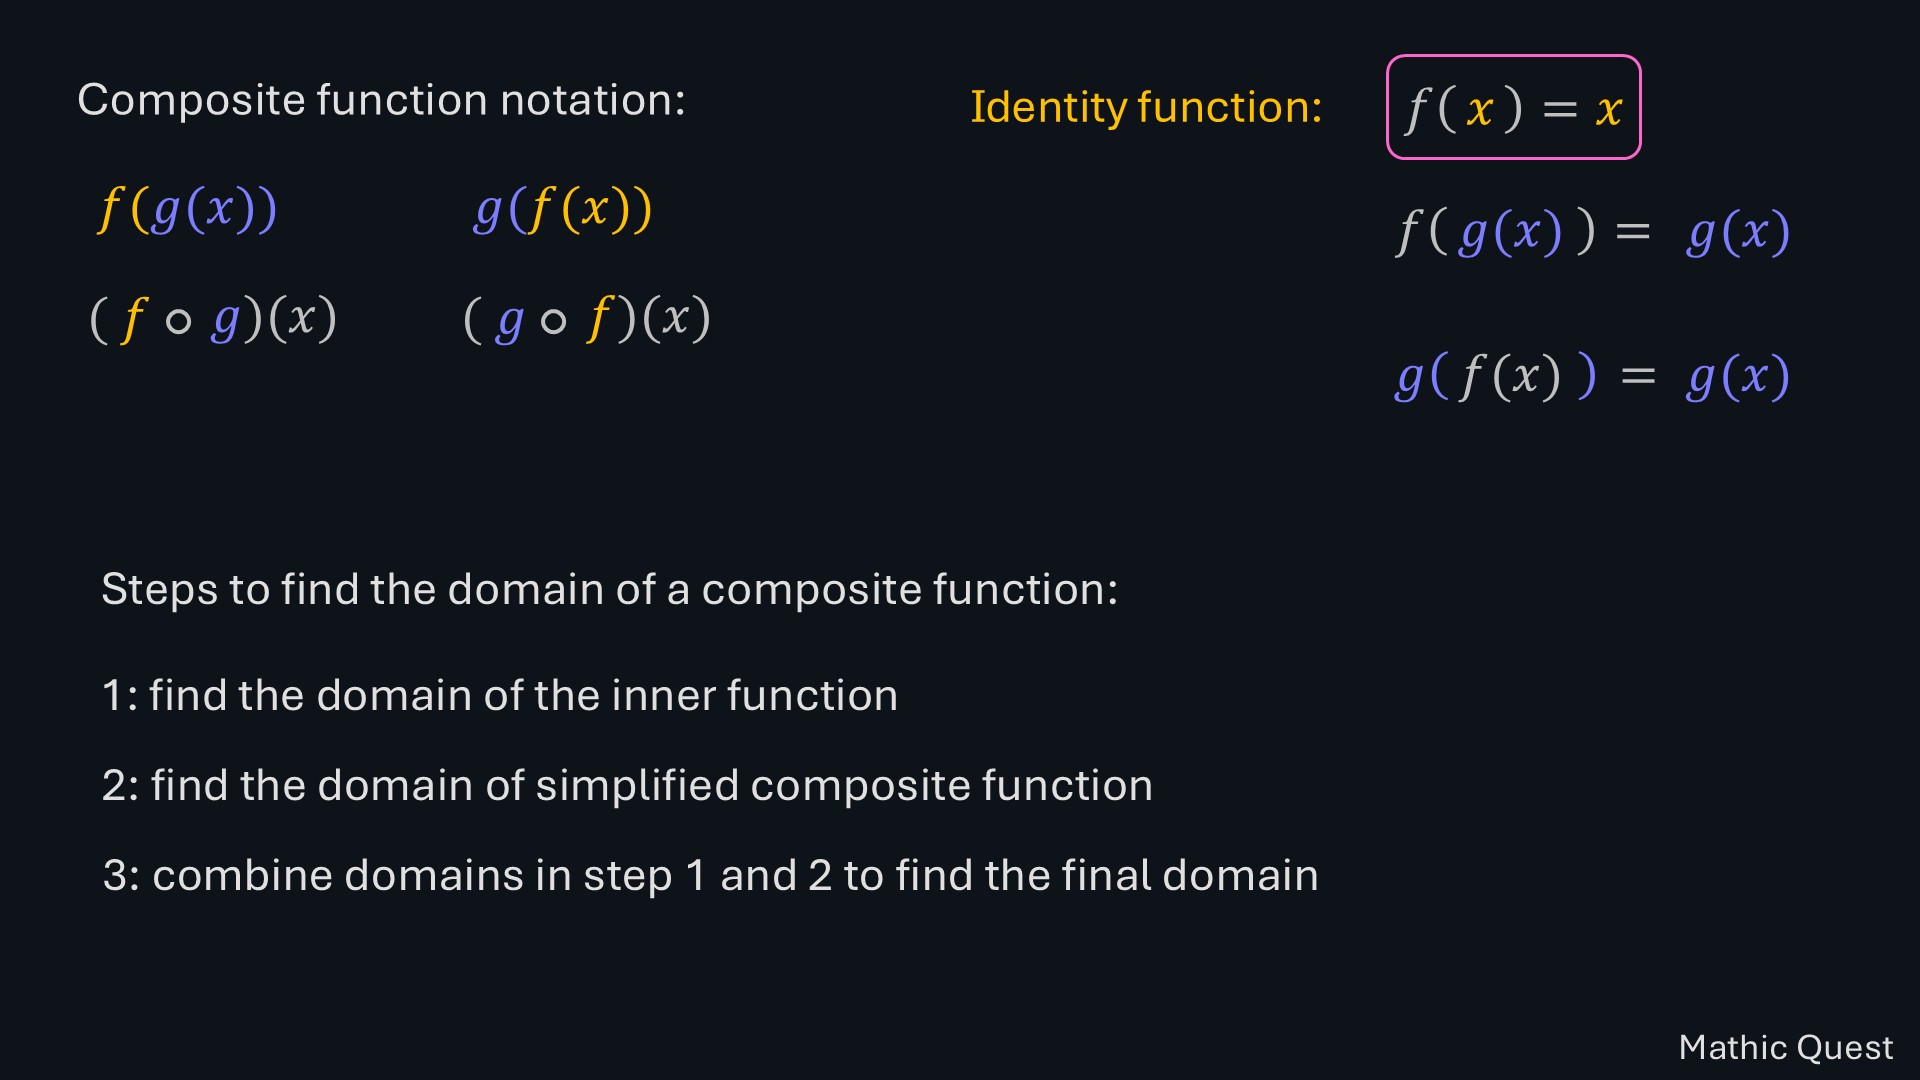 Composite function notation:
f(g(x)) g(f(x))
(f ∘ g)(x) (g ∘ f)(x)
Identity function: f(x) = x
f(g(x)) = g(x)
g(f(x)) = g(x)
Steps to find the domain of a composite function:
1: find the domain of the inner function
2: find the domain of simplified composite function
3: combine domains in step 1 and 2 to find the final domain
Mathic Quest